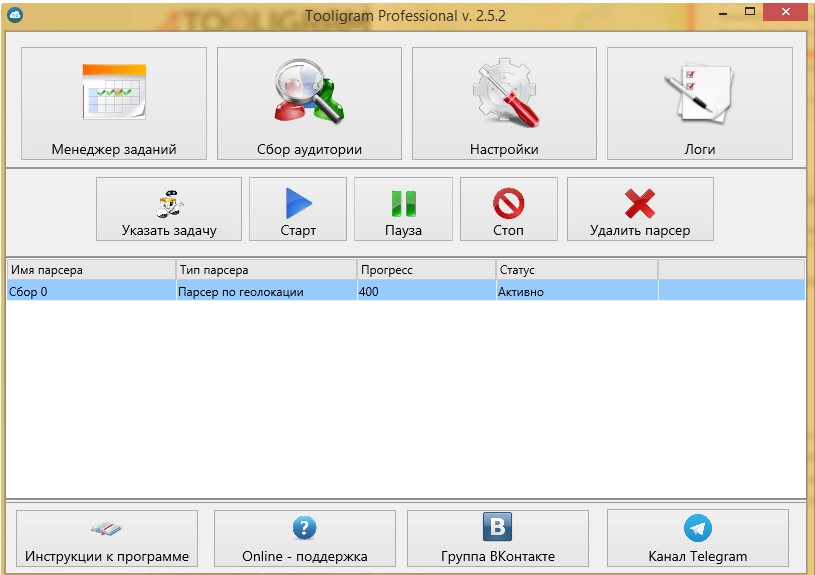 Tooligram Professional v. 2.5.2
Менеджер заданий
Сбор аудитории
Настройки
Логи
Указать задачу
Старт
Пауза
Стоп
Удалить парсер
Имя парсера
Тип парсера
Прогресс
Статус
Сбор 0
Парсер по геолокации
400
Активно
Инструкции к программе
Online - поддержка
Группа ВКонтакте
Канал Telegram